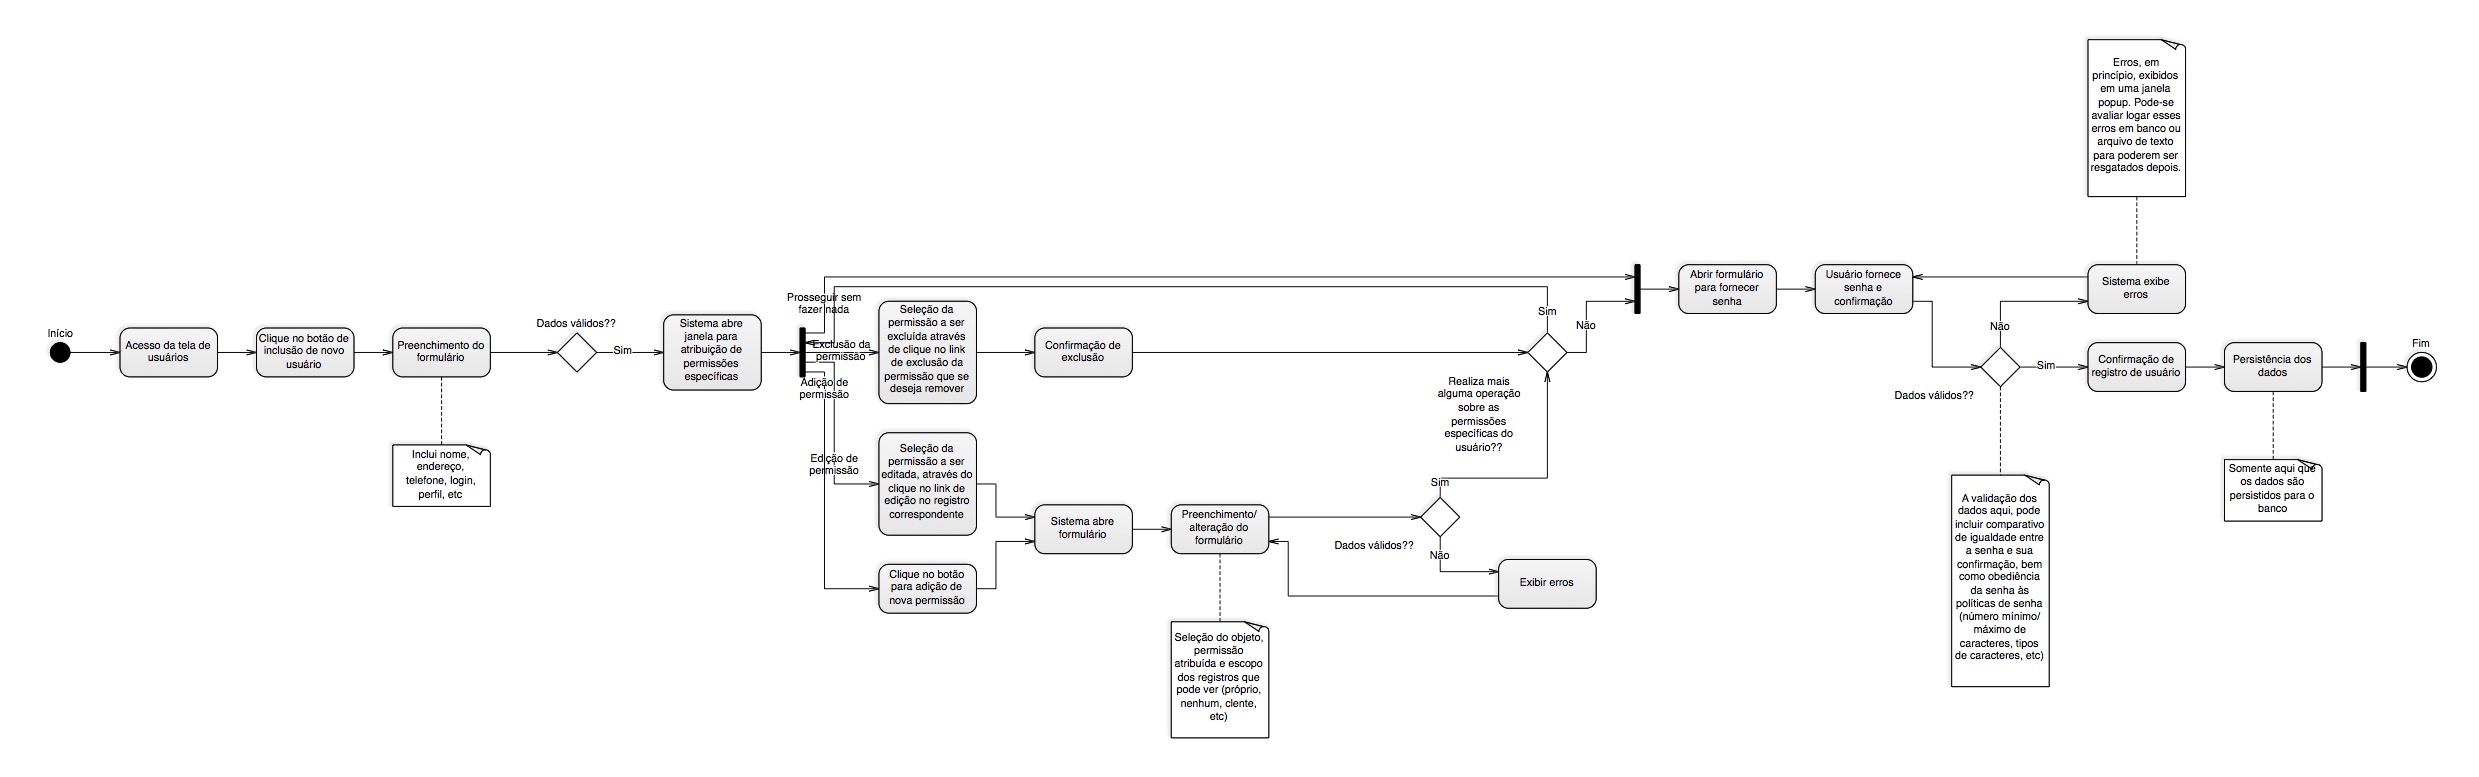 Início
Acesso da tela de
usuários
Clique no botão de
inclusão de novo
usuário
Preenchimento do
formulário
Inclui nome,
endereço,
telefone, login,
perfil, etc
Dados válidos??
Sim
Sistema abre
janela para
atribuição de
permissões
específicas
Prosseguir sem
fazer nada
Exclusão da
permissão
Adição de
permissão
Edição de
permissão
Seleção da
permissão a ser
excluída através
de clique no link
de exclusão da
permissão que se
deseja remover
Confirmação de
exclusão
Seleção da
permissão a ser
editada, através do
clique no link de
edição no registro
correspondente
Clique no botão
para adição de
nova permissão
Sistema abre
formulário
Preenchimento/
alteração do
formulário
Seleção do objeto,
permissão
atribuída e escopo
dos registros que
pode ver (próprio,
nenhum, clente,
etc)
Dados válidos??
Sim
Não
Exibir erros
Realiza mais
alguma operação
sobre as
permissões
específicas do
usuário??
Sim
Não
Abrir formulário
para fornecer
senha
Usuário fornece
senha e
confirmação
Dados válidos??
Não
Sim
A validação dos
dados aqui, pode
incluir comparativo
de igualdade entre
a senha e sua
confirmação, bem
como obediência
da senha às
políticas de senha
(número mínimo/
máximo de
caracteres, tipos
de caracteres, etc)
Erros, em
princípio, exibidos
em uma janela
popup. Pode-se
avaliar logar esses
erros em banco ou
arquivo de texto
para poderem ser
resgatados depois.
Sistema exibe
erros
Confirmação de
registro de usuário
Persistência dos
dados
Somente aqui que
os dados são
persistidos para o
banco
Fim